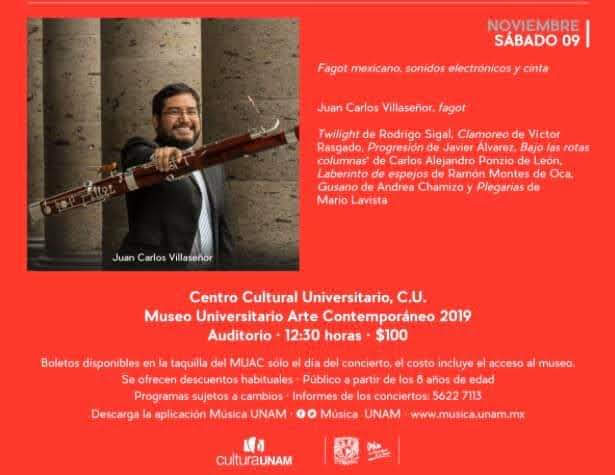 NOVIEMBRE
SÁBADO 09
Fagot mexicano, sonidos electrónicos y cinta
Juan Carlos Villaseñor, fagot
Twilight de Rodrigo Sigal, Clamoreo de Víctor
Rasgado, Progresión de Javier Álvarez, Bajo las rotas
columnas* de Carlos Alejandro Ponzio de León,
Laberinto de espejos de Ramón Montes de Oca,
Gusano de Andrea Chamizo y Plegarias de
Mario Lavista
Juan Carlos Villaseñor
Centro Cultural Universitario, C.U.
Museo Universitario Arte Contemporáneo 2019
Auditorio · 12:30 horas · $100
Boletos disponibles en la taquilla del MUAC sólo el día del concierto, el costo incluye el acceso al museo.
Se ofrecen descuentos habituales · Público a partir de los 8 años de edad
Programas sujetos a cambios · Informes de los conciertos: 5622 7113
Descarga la aplicación Música UNAM · Música UNAM · www.musica.unam.mx
culturaUNAM